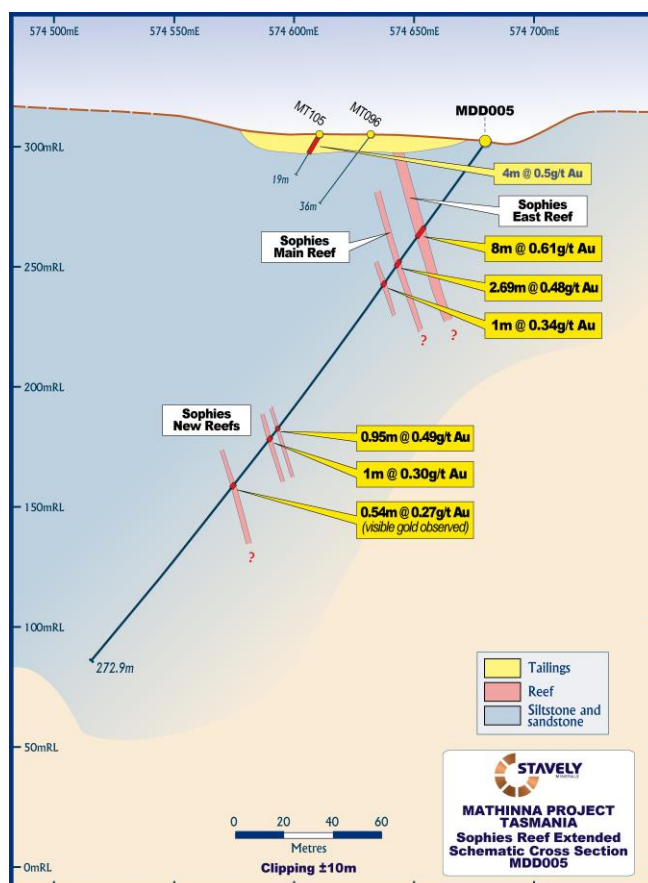 574 500mE 574 550mE 574 600mE 574 650mE 574 700mE
MT105
MT096
MDD005
300mRL
19m
36m
4m @ 0.5g/t Au
Sophies
East Reef
Sophies
Main Reef
8m @ 0.61g/t Au
250mRL
2.69m @ 0.48g/t Au
1m @ 0.34g/t Au
? ?
200mRL
Sophies
New Reefs
0.95m @ 0.49g/t Au
1m @ 0.30g/t Au
150mRL
0.54m @ 0.27g/t Au
(visible gold observed)
?
100mRL
272.9m
Tailings
Reef
Siltstone and
sandstone
50mRL
STAVELY
MINERALS
MATHINNA PROJECT
TASMANIA
Sophies Reef Extended
Schematic Cross Section
MDD005
0 20 40 60
Metres
Clipping ±10m
0mRL